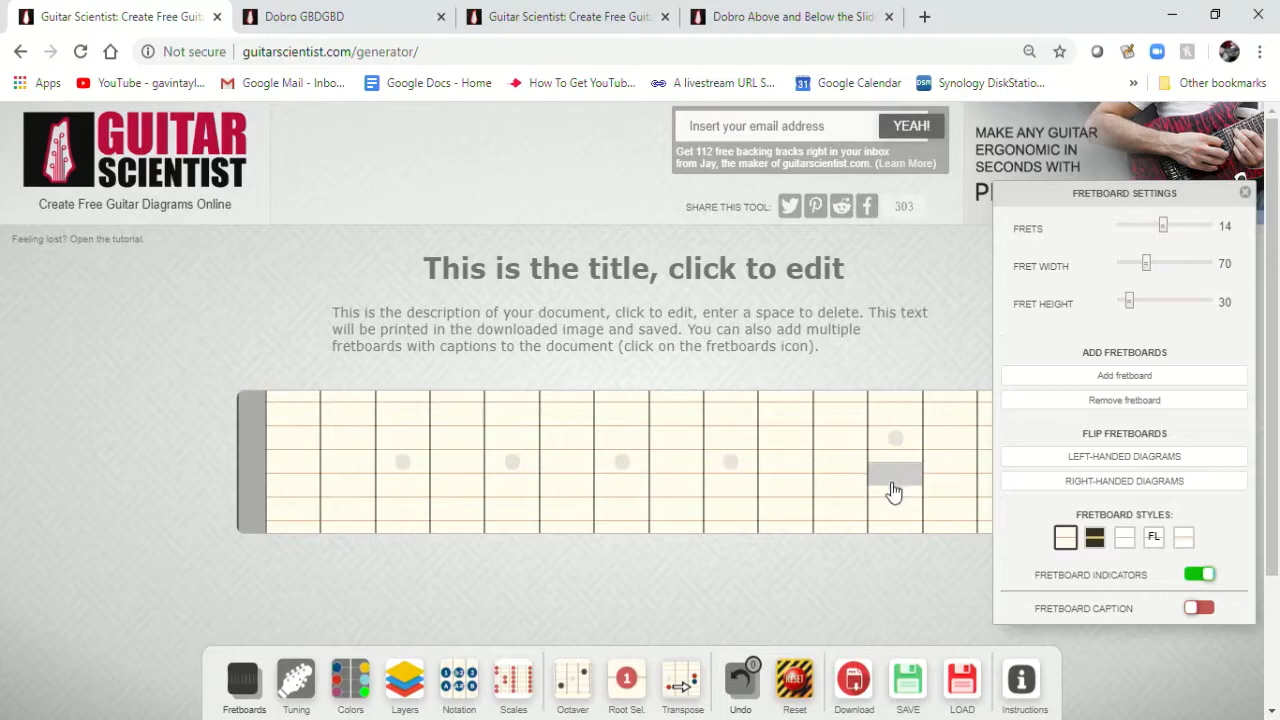 Guitar Scientist: Create Free Guit
Dobro GBDGBD
Guitar Scientist: Create Free Guit
Dobro Above and Below the Slid
Not secure guitarscientist.com/generator/
Apps
YouTube - gavintayl
Google Mail - Inbo...
Google Docs - Home
How To Get YouTu...
A livestream URL S...
Google Calendar
Synology DiskStatio...
Other bookmarks
GUITAR
SCIENTIST
Create Free Guitar Diagrams Online
Insert your email address
YEAH!
Get 112 free backing tracks right in your inbox
from Jay, the maker of guitarscientist.com. (Learn More)
SHARE THIS TOOL:
303
MAKE ANY GUITAR
ERGONOMIC IN
SECONDS WITH
Feeling lost? Open the tutorial.
This is the title, click to edit
This is the description of your document, click to edit, enter a space to delete. This text
will be printed in the downloaded image and saved. You can also add multiple
fretboards with captions to the document (click on the fretboards icon).
FRETBOARD SETTINGS
FRETS 14
FRET WIDTH 70
FRET HEIGHT 30
ADD FRETBOARDS
Add fretboard
Remove fretboard
FLIP FRETBOARDS
LEFT-HANDED DIAGRAMS
RIGHT-HANDED DIAGRAMS
FRETBOARD STYLES:
FL
FRETBOARD INDICATORS
FRETBOARD CAPTION
1 b2 A A# 2 B
1
0
RESET
Fretboards
Tuning
Colors
Layers
Notation
Scales
Octaver
Root Sel.
Transpose
Undo
Reset
Download
SAVE
LOAD
Instructions